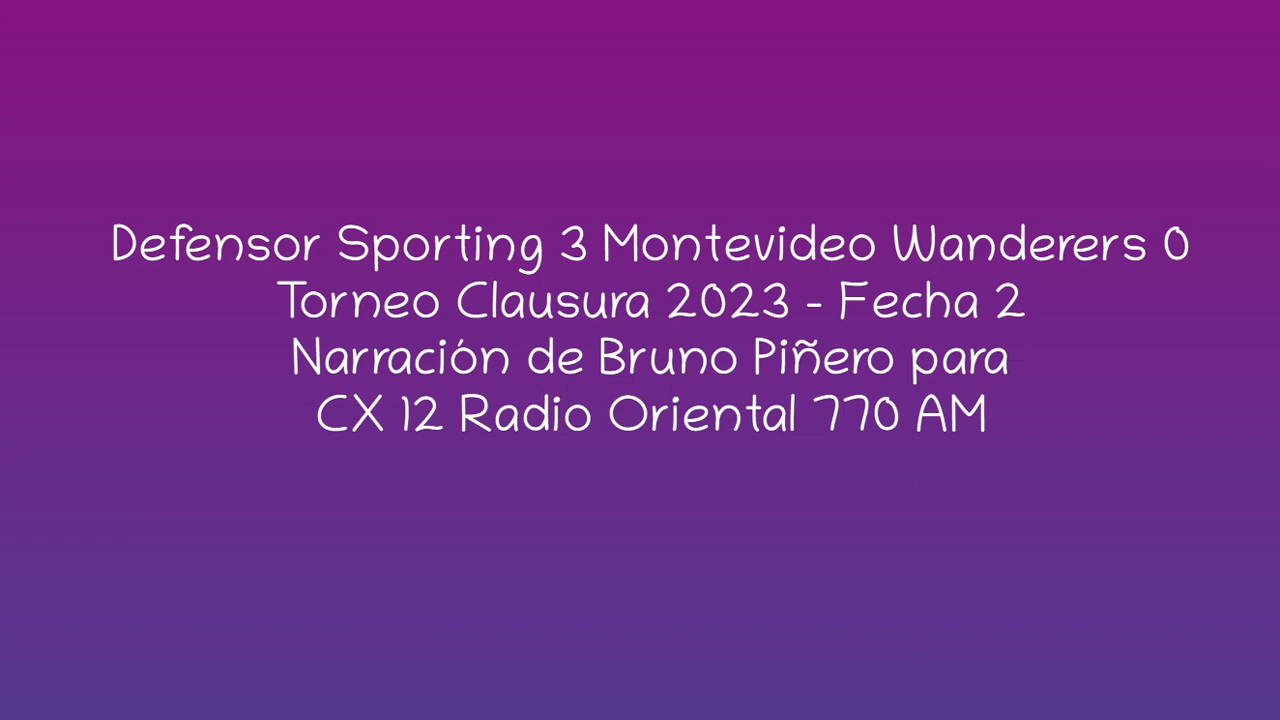 Defensor Sporting 3 Montevideo Wanderers 0
Torneo Clausura 2023 - Fecha 2
Narración de Bruno Piñero para
CX 12 Radio Oriental 770 AM